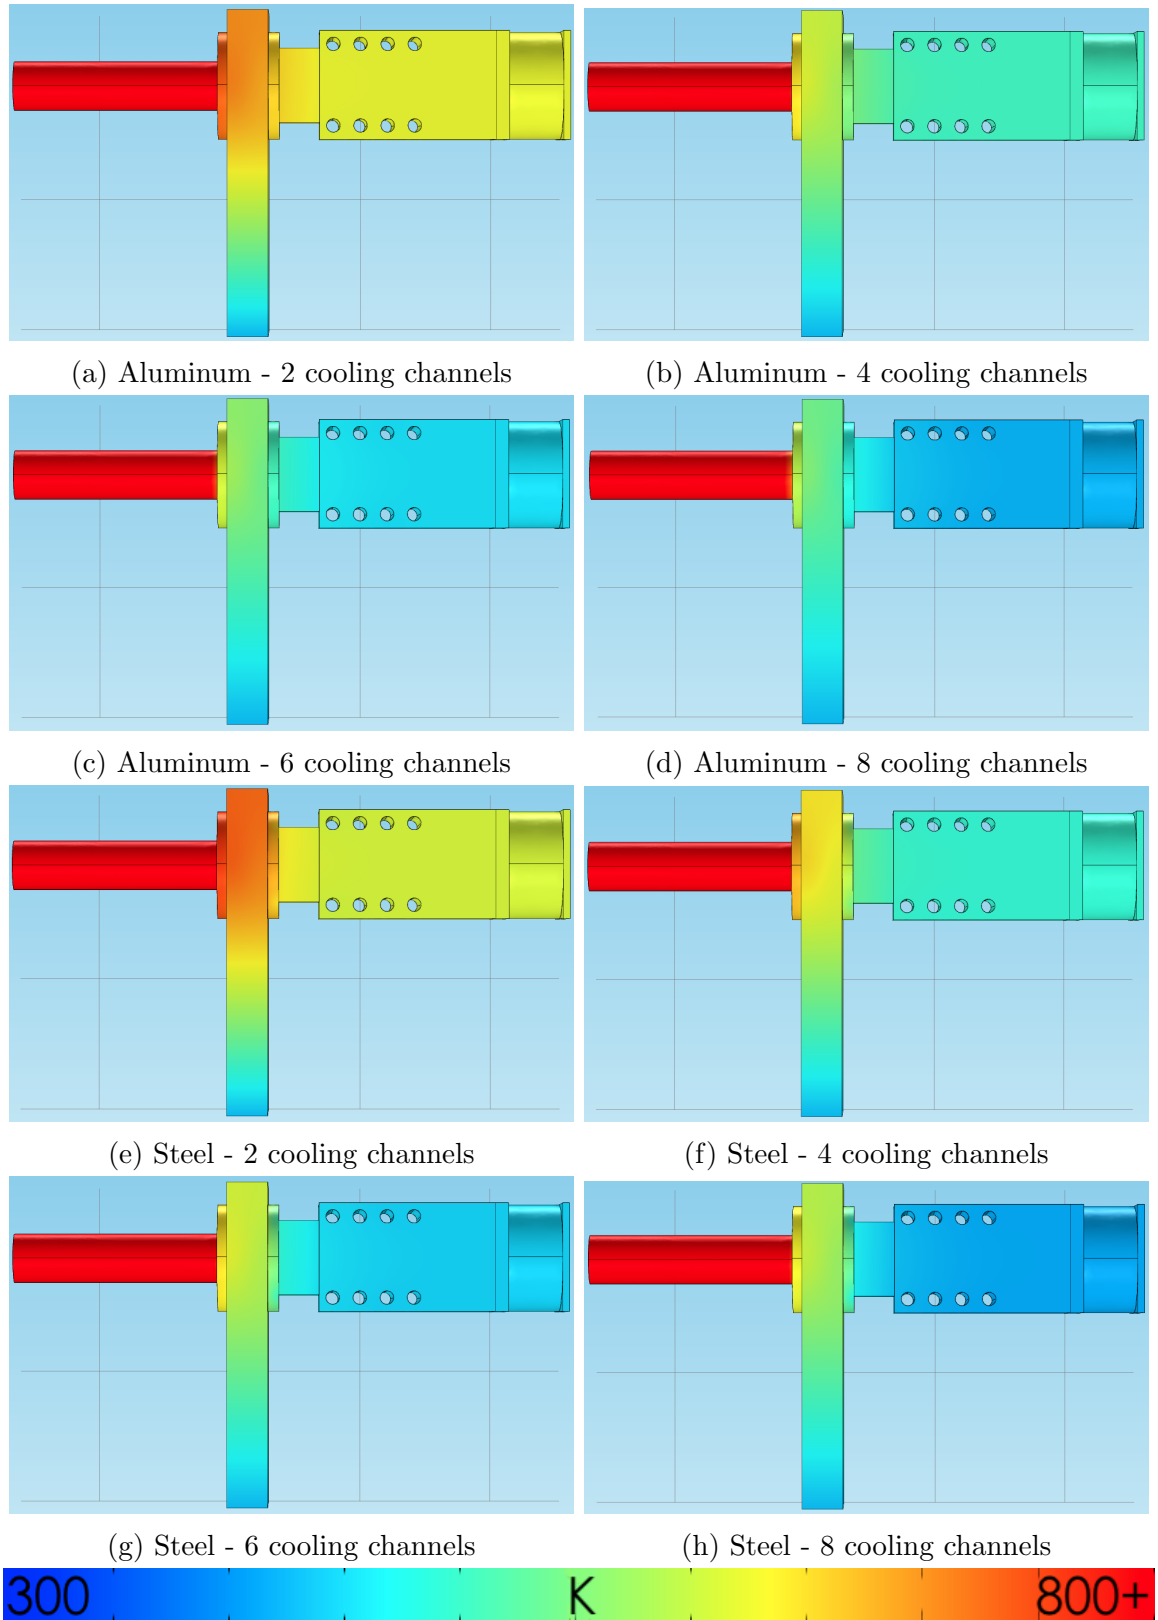 (a) Aluminum - 2 cooling channels
(b) Aluminum - 4 cooling channels
(c) Aluminum - 6 cooling channels
(d) Aluminum - 8 cooling channels
(e) Steel - 2 cooling channels
(f) Steel - 4 cooling channels
(g) Steel - 6 cooling channels
(h) Steel - 8 cooling channels
300 K 800+